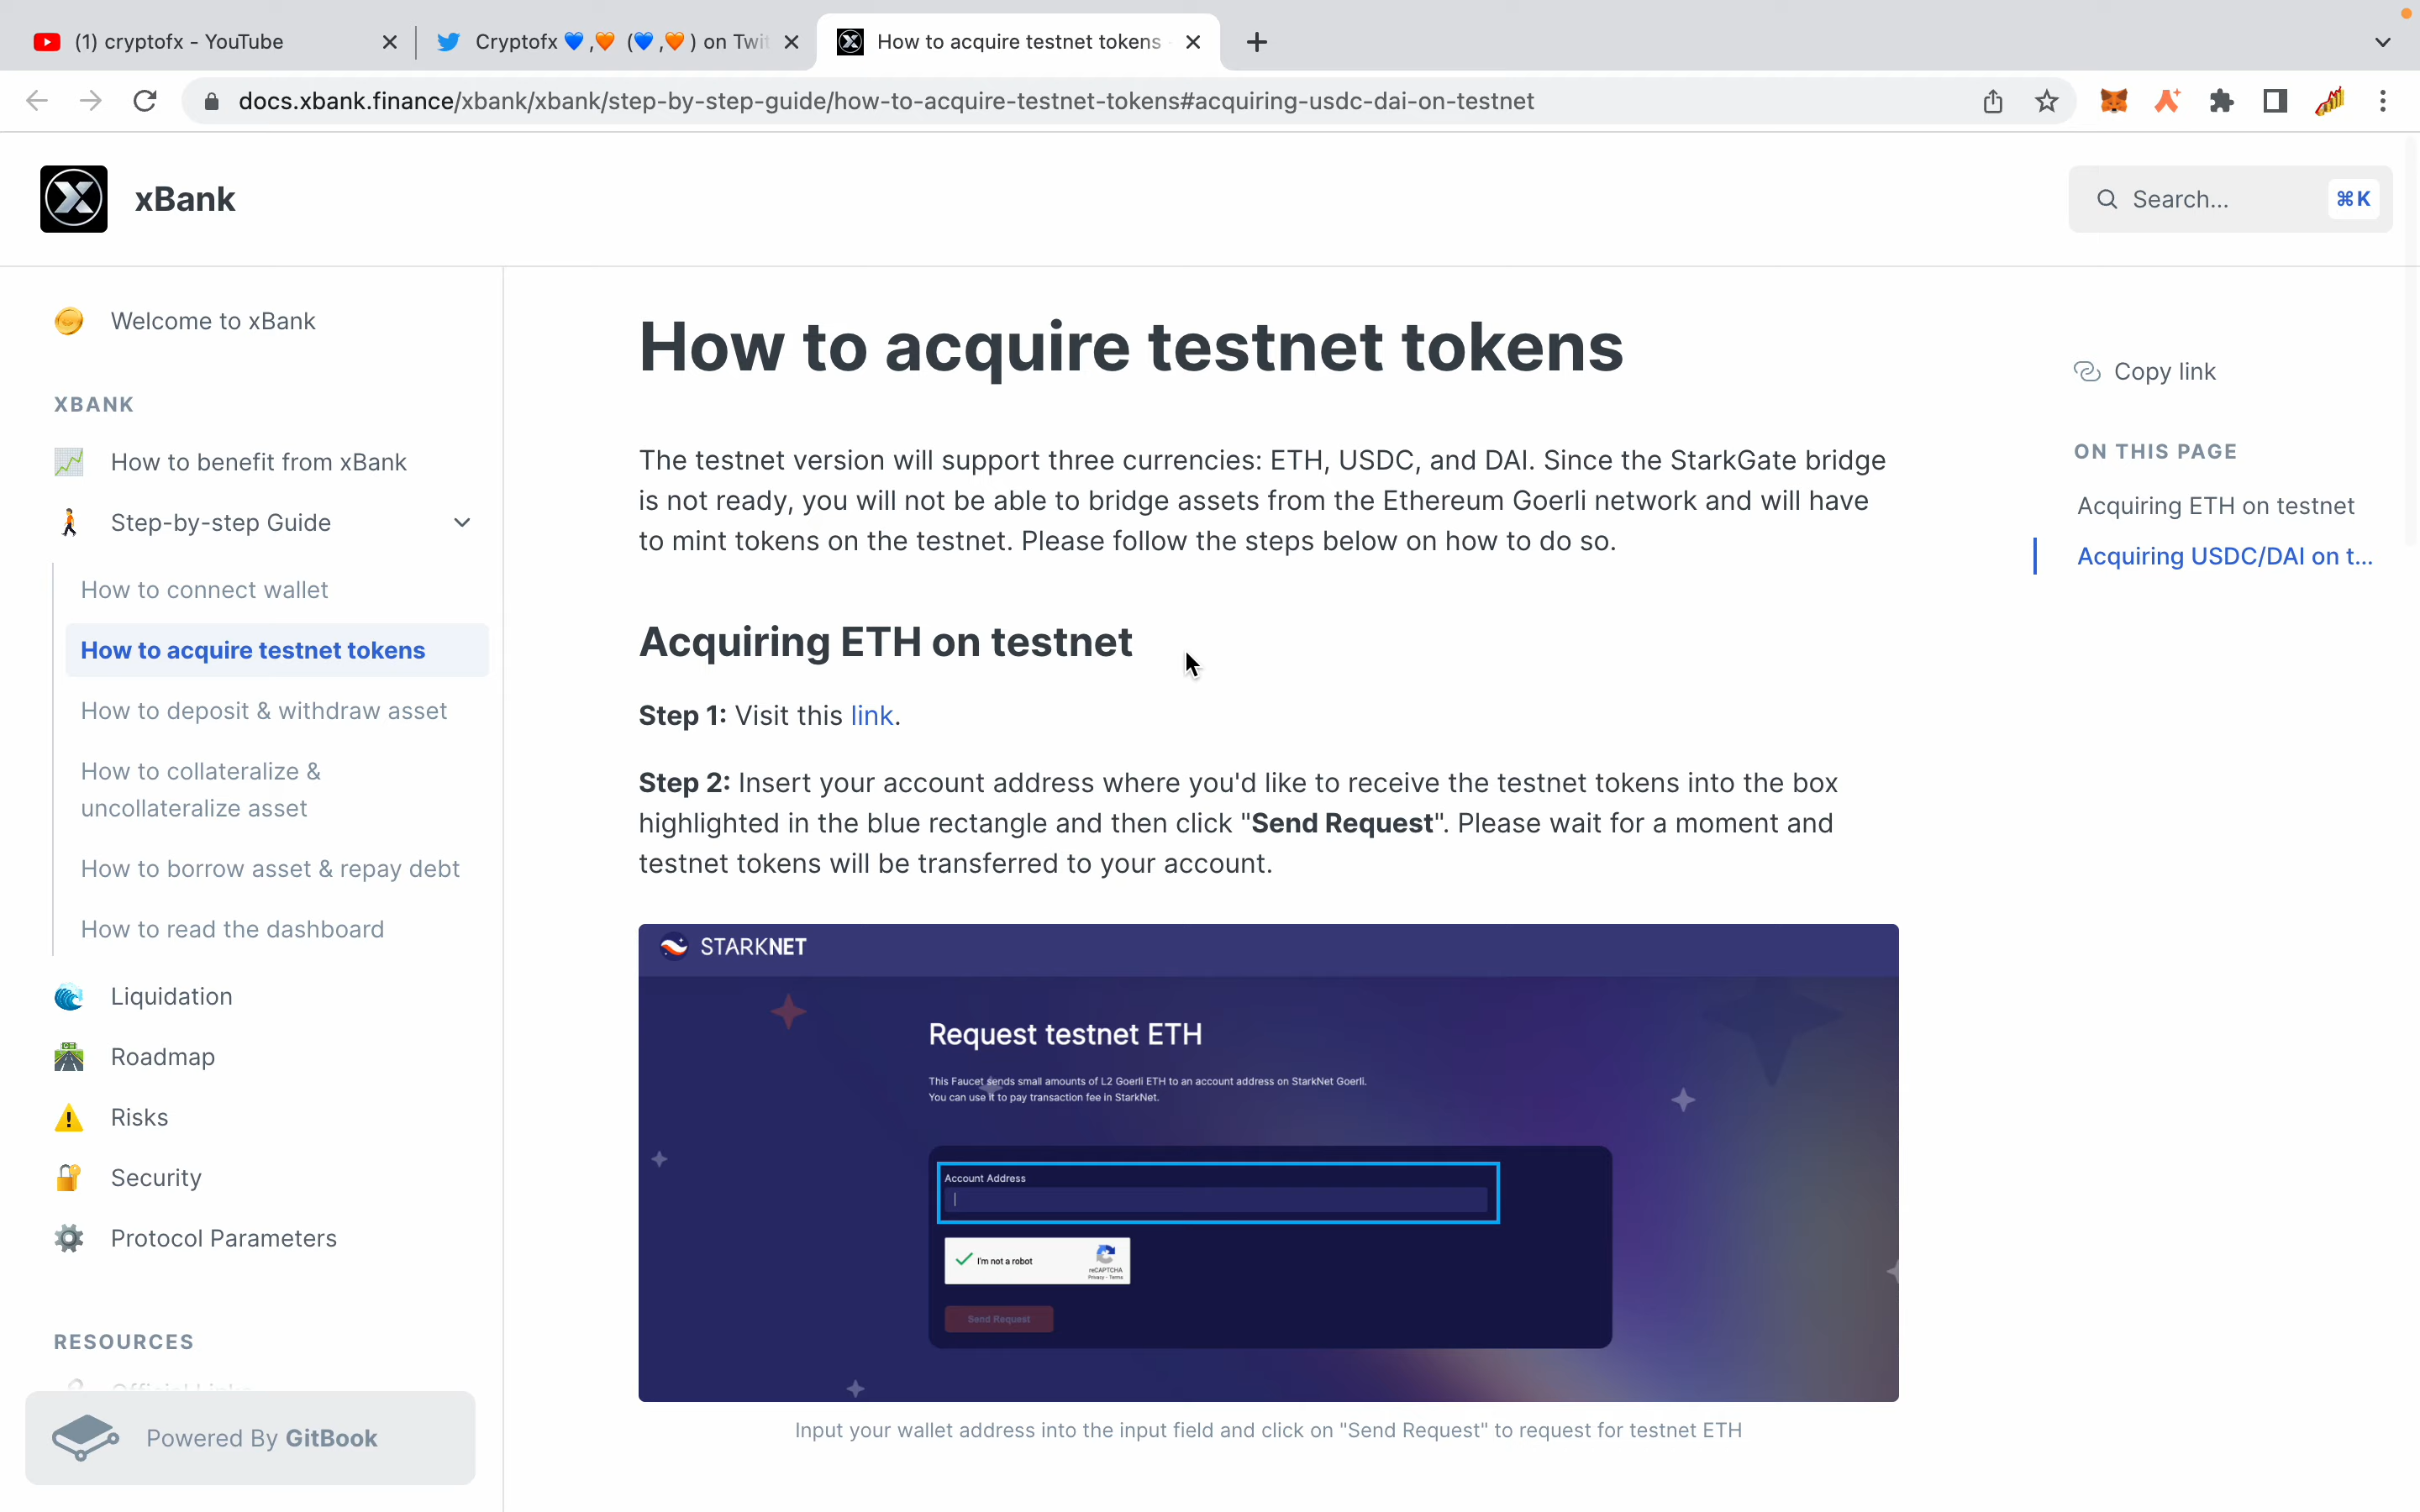 (1) cryptofx - YouTube
Cryptofx 💙,🧡 (💙,🧡) on Twit
How to acquire testnet tokens
docs.xbank.finance/xbank/xbank/step-by-step-guide/how-to-acquire-testnet-tokens#acquiring-usdc-dai-on-testnet
xBank
Search...
⌘K
Welcome to xBank
XBANK
How to benefit from xBank
Step-by-step Guide
How to connect wallet
How to acquire testnet tokens
How to deposit & withdraw asset
How to collateralize &
uncollateralize asset
How to borrow asset & repay debt
How to read the dashboard
Liquidation
Roadmap
Risks
Security
Protocol Parameters
RESOURCES
Powered By GitBook
How to acquire testnet tokens
The testnet version will support three currencies: ETH, USDC, and DAI. Since the StarkGate bridge
is not ready, you will not be able to bridge assets from the Ethereum Goerli network and will have
to mint tokens on the testnet. Please follow the steps below on how to do so.
Acquiring ETH on testnet
Step 1: Visit this link.
Step 2: Insert your account address where you'd like to receive the testnet tokens into the box
highlighted in the blue rectangle and then click "Send Request". Please wait for a moment and
testnet tokens will be transferred to your account.
STARKNET
Request testnet ETH
This Faucet sends small amounts of L2 Goerli ETH to an account address on StarkNet Goerli.
You can use it to pay transaction fee in StarkNet.
Account Address
I'm not a robot
reCAPTCHA
Privacy - Terms
Send Request
Input your wallet address into the input field and click on "Send Request" to request for testnet ETH
Copy link
ON THIS PAGE
Acquiring ETH on testnet
Acquiring USDC/DAI on t...